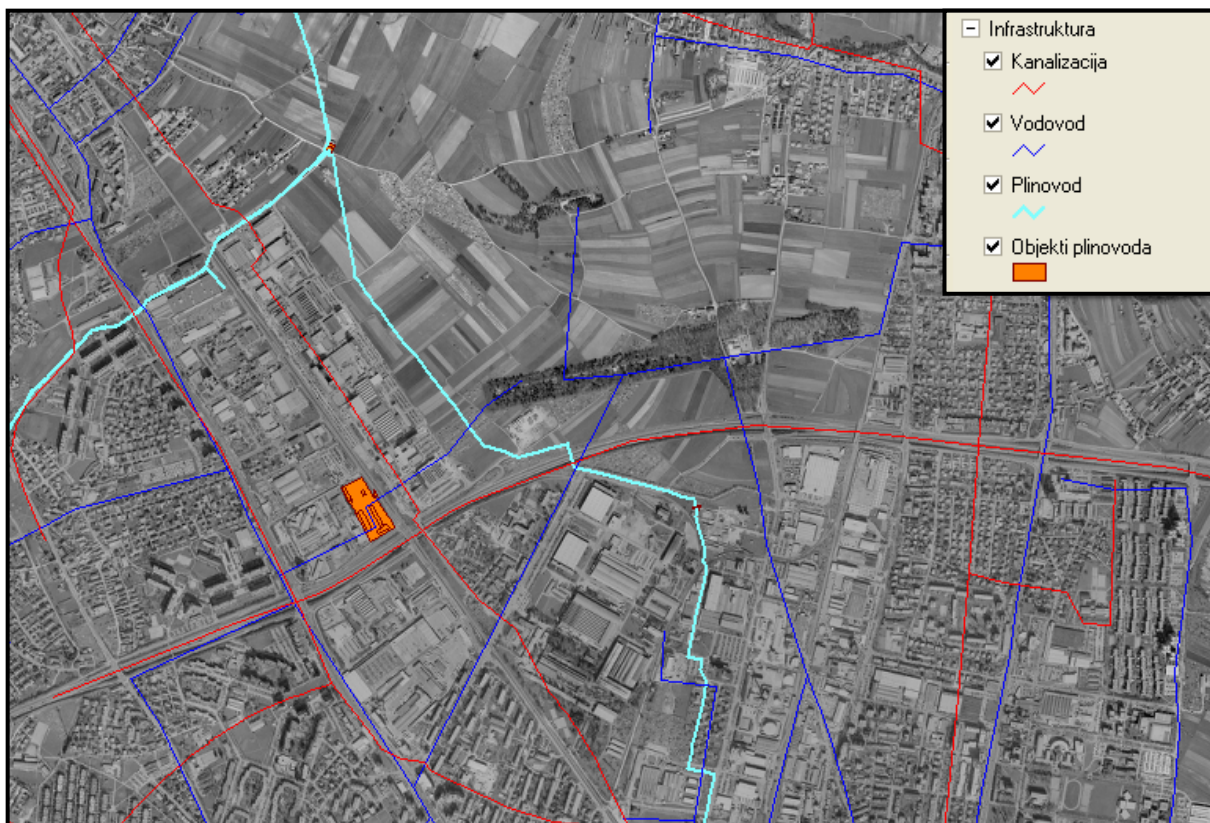 Infrastruktura
Kanalizacija
Vodovod
Plinovod
Objekti plinovoda